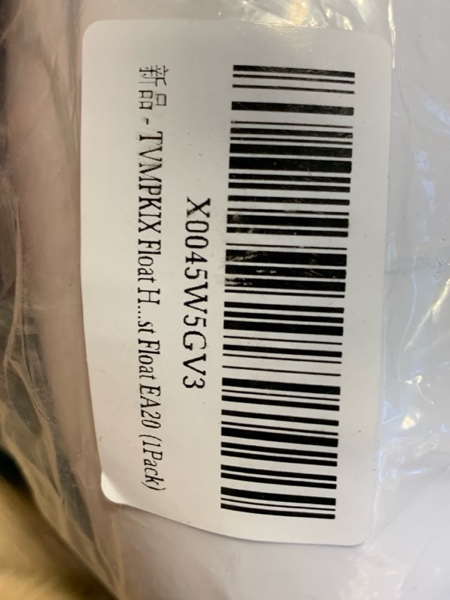 X0045W5GV3
新品 - TVMPKIX Float H...st Float EA20 (1Pack)